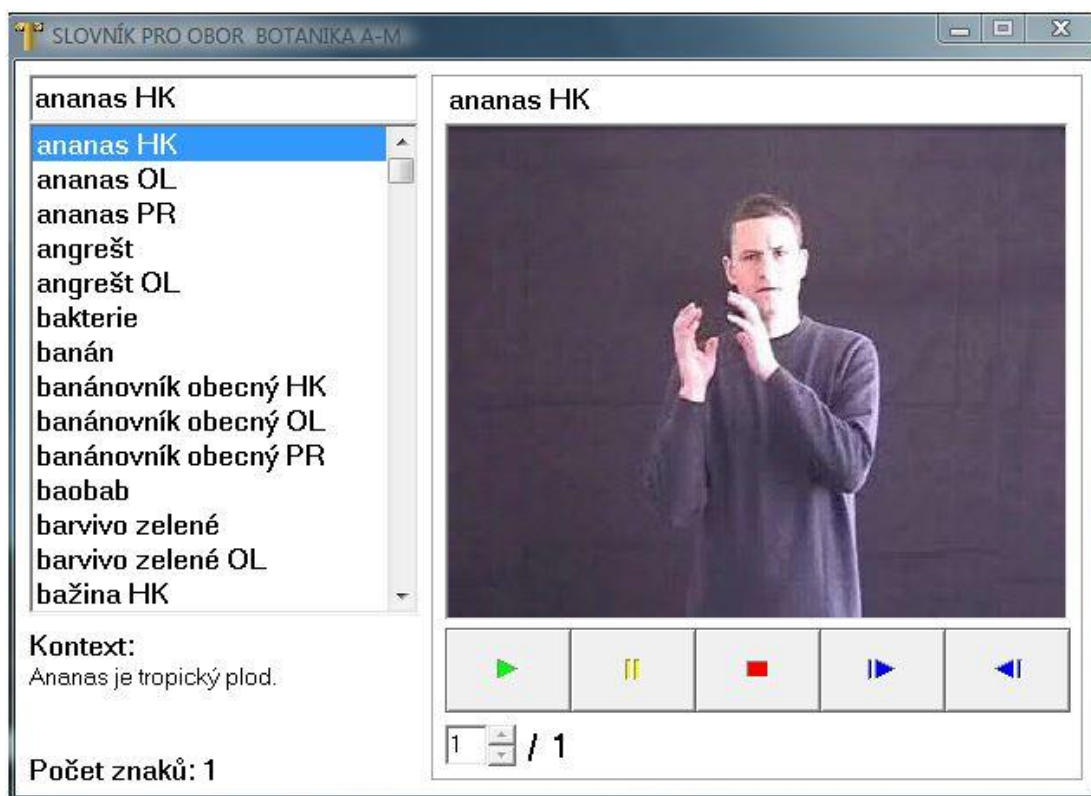 SLOVNÍK PRO OBOR BOTANIKA A-M
ananas HK
ananas HK
ananas OL
ananas PR
angrešt
angrešt OL
bakterie
banán
banánovník obecný HK
banánovník obecný OL
banánovník obecný PR
baobab
barvivo zelené
barvivo zelené OL
bažina HK
Kontext:
Ananas je tropický plod.
Počet znaků: 1
ananas HK
1 / 1